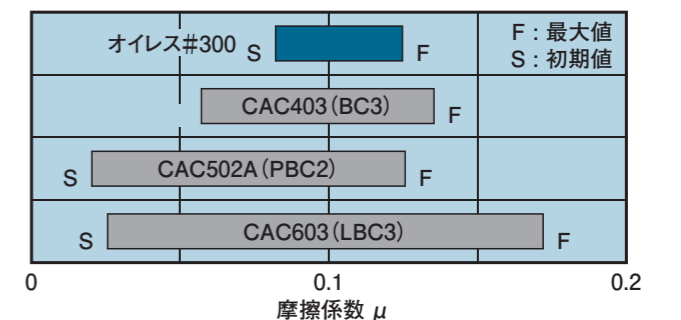 オイレス#300 S F
F：最大値
S：初期値
CAC403（BC3） F
S CAC502A（PBC2） F
S CAC603（LBC3） F
0 0.1 0.2
摩擦係数 μ